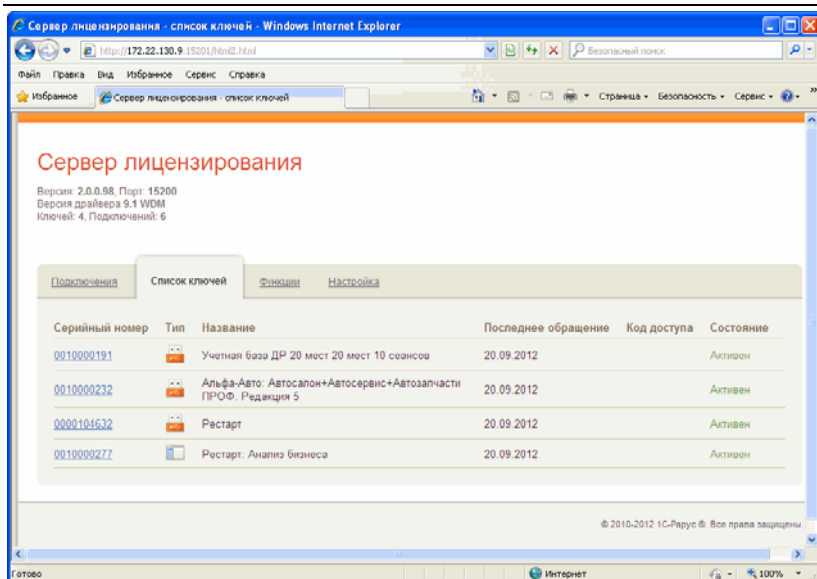 Сервер лицензирования - список ключей - Windows Internet Explorer
http://172.22.130.9:15201/html2.html
Безопасный поиск
Файл Правка Вид Избранное Сервис Справка
Избранное Сервер лицензирования - список ключей Страница Безопасность Сервис
Сервер лицензирования
Версия: 2.0.0.98, Порт: 15200
Версия драйвера 9.1 WDM
Ключей: 4, Подключений: 6
Подключения Список ключей Функции Настройка
Серийный номер Тип Название Последнее обращение Код доступа Состояние
0010000191 Учетная база ДР 20 мест 20 мест 10 сеансов 20.09.2012 Активен
0010000232 Альфа-Авто: Автосалон+Автосервис+Автозапчасти ПРОФ. Редакция 5 20.09.2012 Активен
0000104632 Рестарт 20.09.2012 Активен
0010000277 Рестарт: Анализ бизнеса 20.09.2012 Активен
© 2010-2012 1С-Рарус ®. Все права защищены.
Готово Интернет 100%